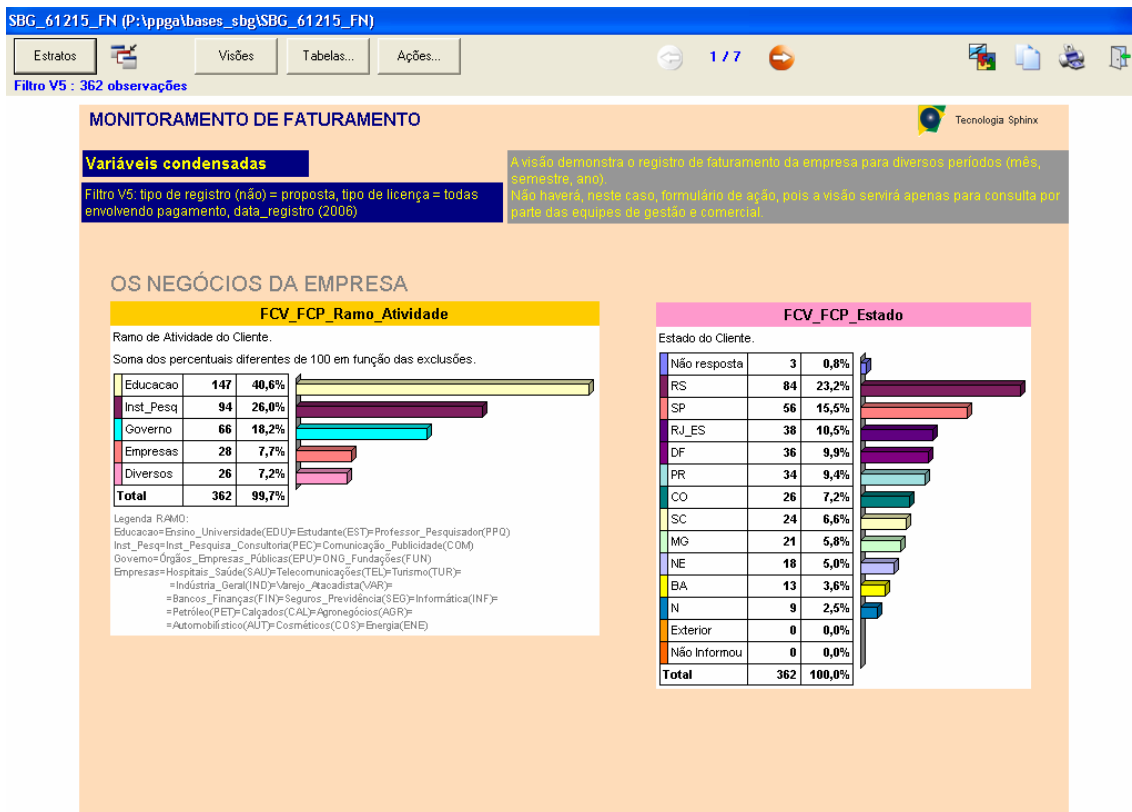 SBG_61215_FN (P:\ppga\bases_sbg\SBG_61215_FN)
Estratos Visões Tabelas... Ações... 1 / 7
Filtro V5 : 362 observações
MONITORAMENTO DE FATURAMENTO
Tecnologia Sphinx
Variáveis condensadas
Filtro V5: tipo de registro (não) = proposta, tipo de licença = todas
envolvendo pagamento, data_registro (2006)
A visão demonstra o registro de faturamento da empresa para diversos períodos (mês,
semestre, ano).
Não haverá, neste caso, formulário de ação, pois a visão servirá apenas para consulta por
parte das equipes de gestão e comercial.
OS NEGÓCIOS DA EMPRESA
FCV_FCP_Ramo_Atividade
Ramo de Atividade do Cliente.
Soma dos percentuais diferentes de 100 em função das exclusões.
Educacao 147 40,6%
Inst_Pesq 94 26,0%
Governo 66 18,2%
Empresas 28 7,7%
Diversos 26 7,2%
Total 362 99,7%
Legenda RAMO:
Educacao=Ensino_Universidade(EDU)=Estudante(EST)=Professor_Pesquisador(PPQ)
Inst_Pesq=Inst_Pesquisa_Consultoria(PEC)=Comunicação_Publicidade(COM)
Governo=Órgãos_Empresas_Públicas(EPU)=ONG_Fundações(FUN)
Empresas=Hospitais_Saúde(SAU)=Telecomunicações(TEL)=Turismo(TUR)=
=Indústria_Geral(IND)=Varejo_Atacadista(VAR)=
=Bancos_Finanças(FIN)=Seguros_Previdência(SEG)=Informática(INF)=
=Petróleo(PET)=Calçados(CAL)=Agronegócios(AGR)=
=Automobilístico(AUT)=Cosméticos(COS)=Energia(ENE)
FCV_FCP_Estado
Estado do Cliente.
Não resposta 3 0,8%
RS 84 23,2%
SP 56 15,5%
RJ_ES 38 10,5%
DF 36 9,9%
PR 34 9,4%
CO 26 7,2%
SC 24 6,6%
MG 21 5,8%
NE 18 5,0%
BA 13 3,6%
N 9 2,5%
Exterior 0 0,0%
Não Informou 0 0,0%
Total 362 100,0%